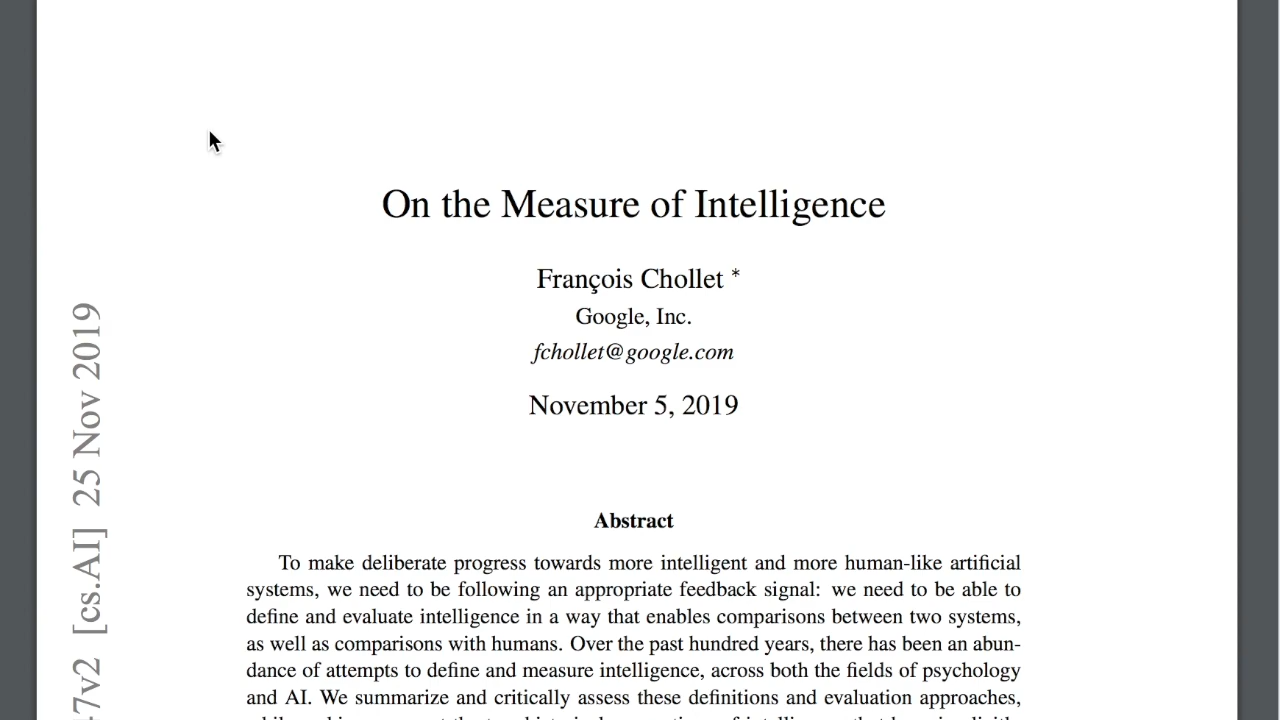 On the Measure of Intelligence
François Chollet *
Google, Inc.
fchollet@google.com
November 5, 2019
Abstract
To make deliberate progress towards more intelligent and more human-like artificial
systems, we need to be following an appropriate feedback signal: we need to be able to
define and evaluate intelligence in a way that enables comparisons between two systems,
as well as comparisons with humans. Over the past hundred years, there has been an abun-
dance of attempts to define and measure intelligence, across both the fields of psychology
and AI. We summarize and critically assess these definitions and evaluation approaches,
7v2 [cs.AI] 25 Nov 2019